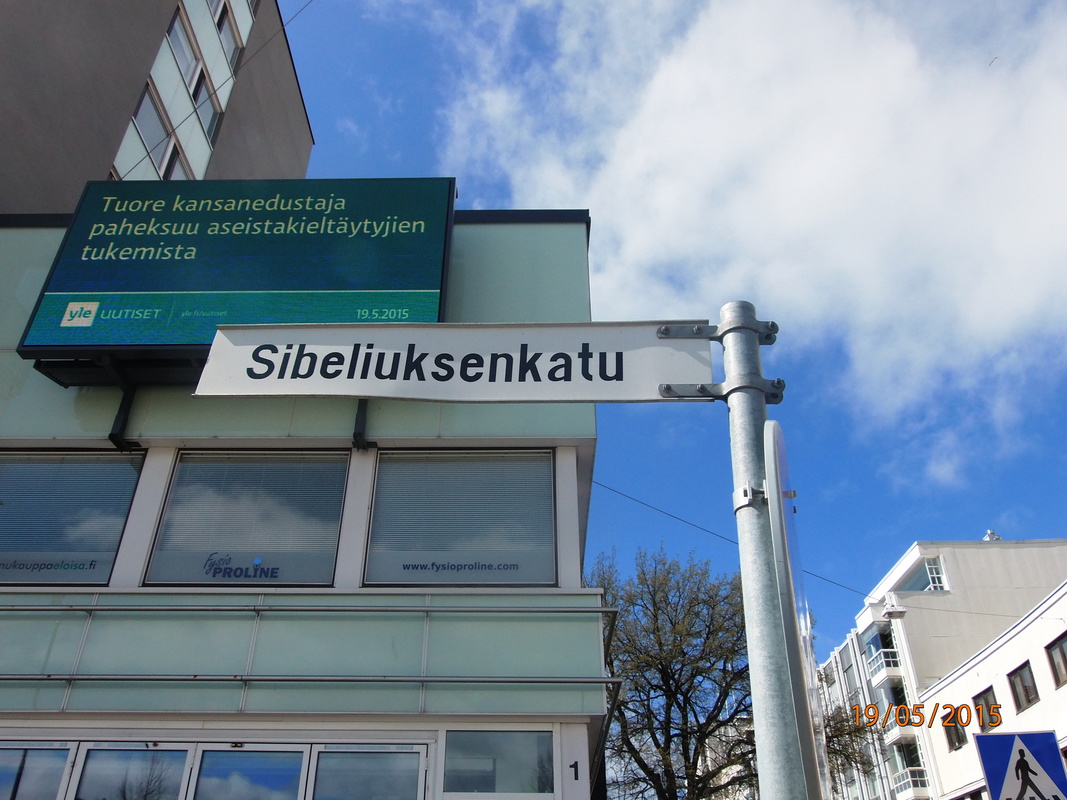 Tuore kansanedustaja
paheksuu aseistakieltäytyjien
tukemista
yle UUTISET yle.fi/uutiset 19.5.2015
Sibeliuksenkatu
nukauppaeloisa.fi
Fysio
PROLINE
www.fysioproline.com
19/05/2015
1